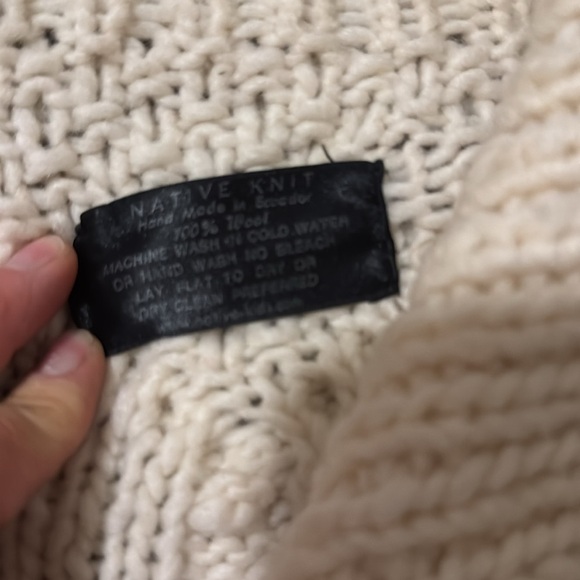 NATIVE KNIT
Hand Made in Ecuador
100% Wool
MACHINE WASH IN COLD WATER
OR HAND WASH NO BLEACH
LAY FLAT TO DRY OR
DRY CLEAN PREFERRED